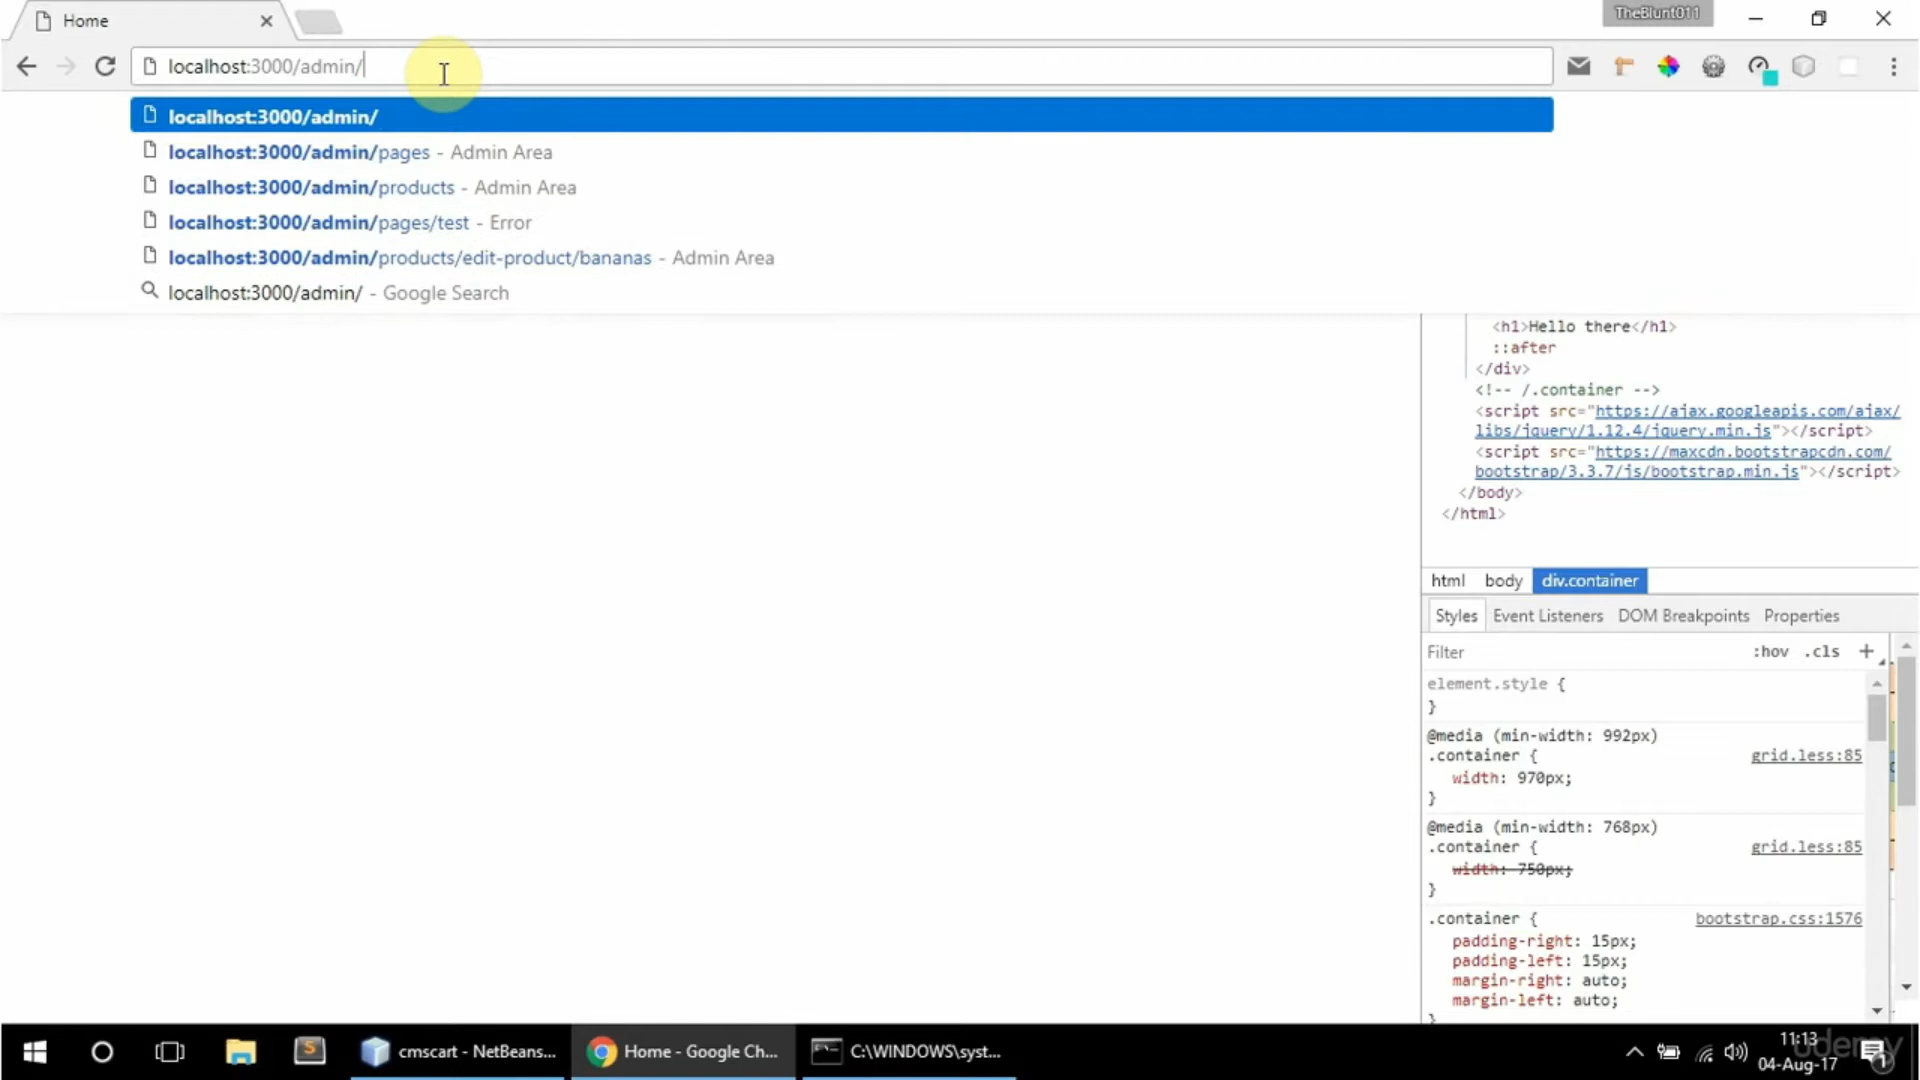 Home
TheBlunt011
localhost:3000/admin/
localhost:3000/admin/
localhost:3000/admin/pages - Admin Area
localhost:3000/admin/products - Admin Area
localhost:3000/admin/pages/test - Error
localhost:3000/admin/products/edit-product/bananas - Admin Area
localhost:3000/admin/ - Google Search
<h1>Hello there</h1>
::after
</div>
<!-- /.container -->
<script src="https://ajax.googleapis.com/ajax/
libs/jquery/1.12.4/jquery.min.js"></script>
<script src="https://maxcdn.bootstrapcdn.com/
bootstrap/3.3.7/js/bootstrap.min.js"></script>
</body>
</html>
html body div.container
Styles Event Listeners DOM Breakpoints Properties
Filter :hov .cls +
element.style {
}
@media (min-width: 992px)
.container { grid.less:85
width: 970px;
}
@media (min-width: 768px)
.container { grid.less:85
width: 750px;
}
.container { bootstrap.css:1576
padding-right: 15px;
padding-left: 15px;
margin-right: auto;
margin-left: auto;
}
cmscart - NetBeans... Home - Google Ch... C:\WINDOWS\syst...
11:13
04-Aug-17
udemy
1